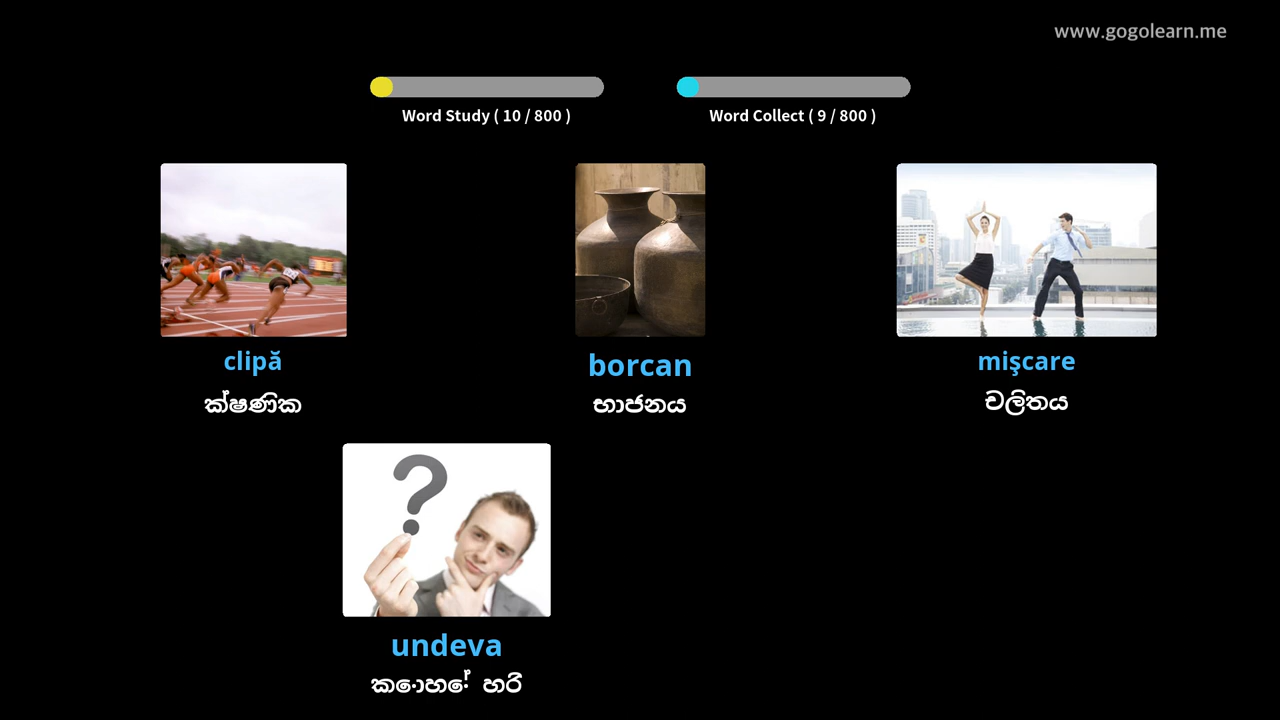 www.gogolearn.me
Word Study ( 10 / 800 )
Word Collect ( 9 / 800 )
clipă
borcan
mişcare
ක්ෂණික
භාජනය
චලිතය
undeva
කොහේ හරි